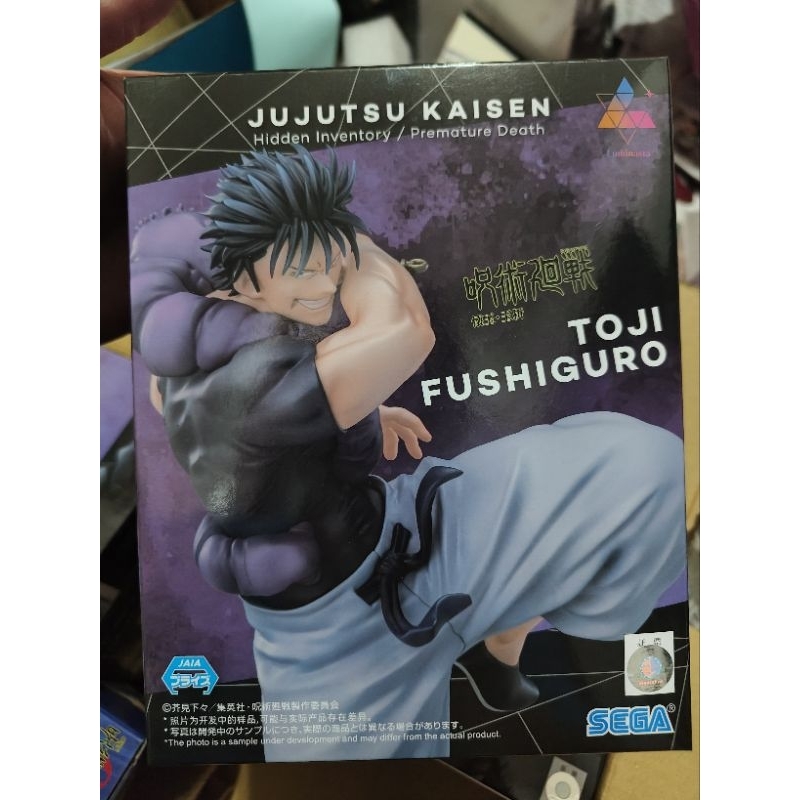 JUJUTSU KAISEN
Hidden Inventory / Premature Death
呪術廻戦
TOJI
FUSHIGURO
JAIA
プライズ
©芥見下々／集英社・呪術廻戦製作委員会
*照片为开发中的样品,可能与实际产品存在差异。
*写真は開発中のサンプルにつき、実際の商品とは異なる場合があります。
*The photo is a sample under development and may differ from the actual product.
SEGA®